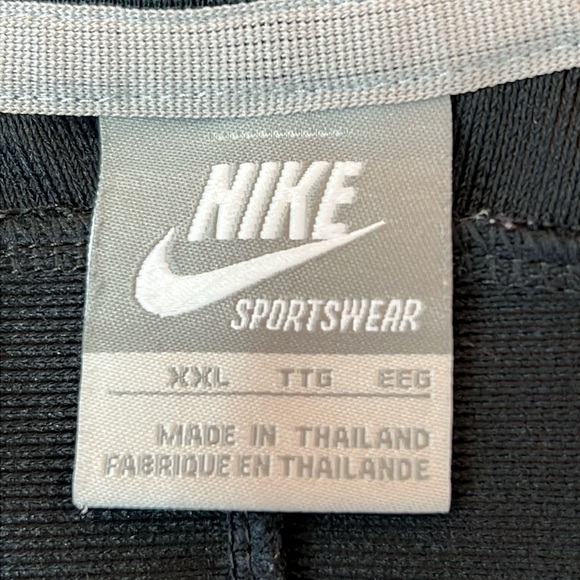 NIKE
SPORTSWEAR
XXL TTG EEG
MADE IN THAILAND
FABRIQUE EN THAILANDE